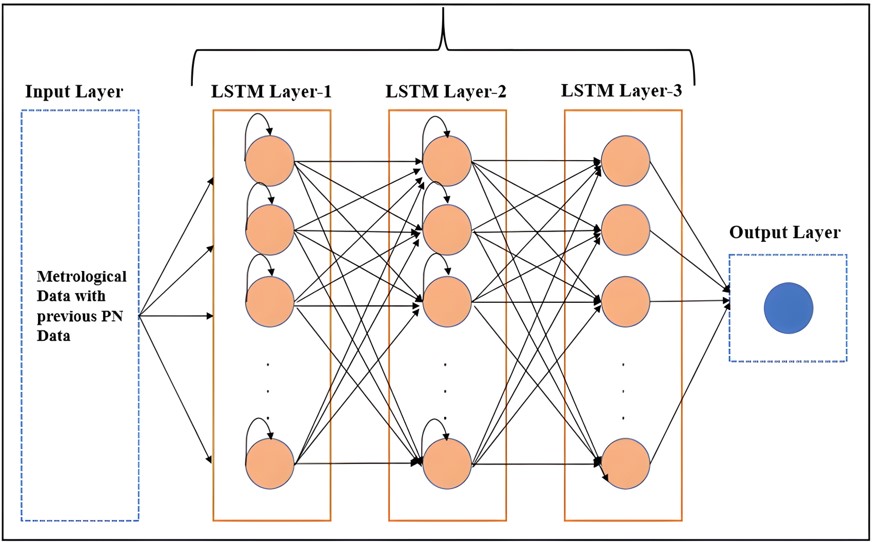 Input Layer
LSTM Layer-1
LSTM Layer-2
LSTM Layer-3
Output Layer
Metrological
Data with
previous PN
Data